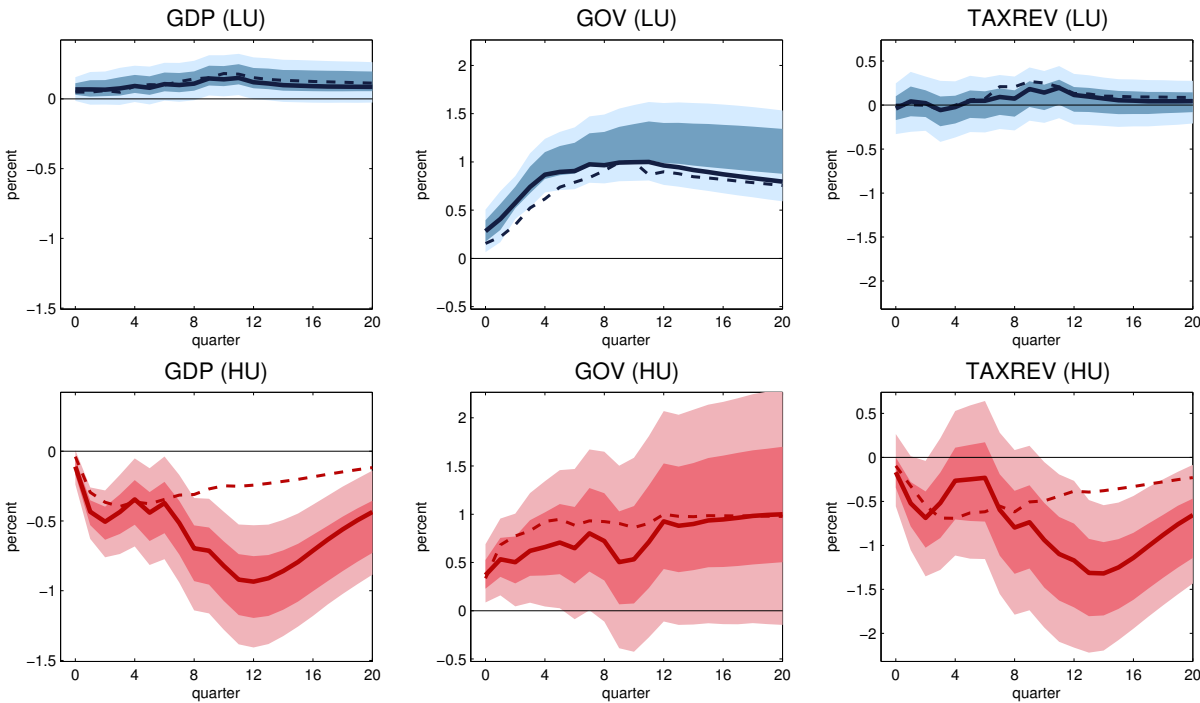 GDP (LU)
GOV (LU)
TAXREV (LU)
percent
0
−0.5
−1
−1.5
0 4 8 12 16 20
quarter
percent
2
1.5
1
0.5
0
−0.5
0 4 8 12 16 20
quarter
percent
0.5
0
−0.5
−1
−1.5
−2
0 4 8 12 16 20
quarter
GDP (HU)
GOV (HU)
TAXREV (HU)
percent
0
−0.5
−1
−1.5
0 4 8 12 16 20
quarter
percent
2
1.5
1
0.5
0
−0.5
0 4 8 12 16 20
quarter
percent
0.5
0
−0.5
−1
−1.5
−2
0 4 8 12 16 20
quarter